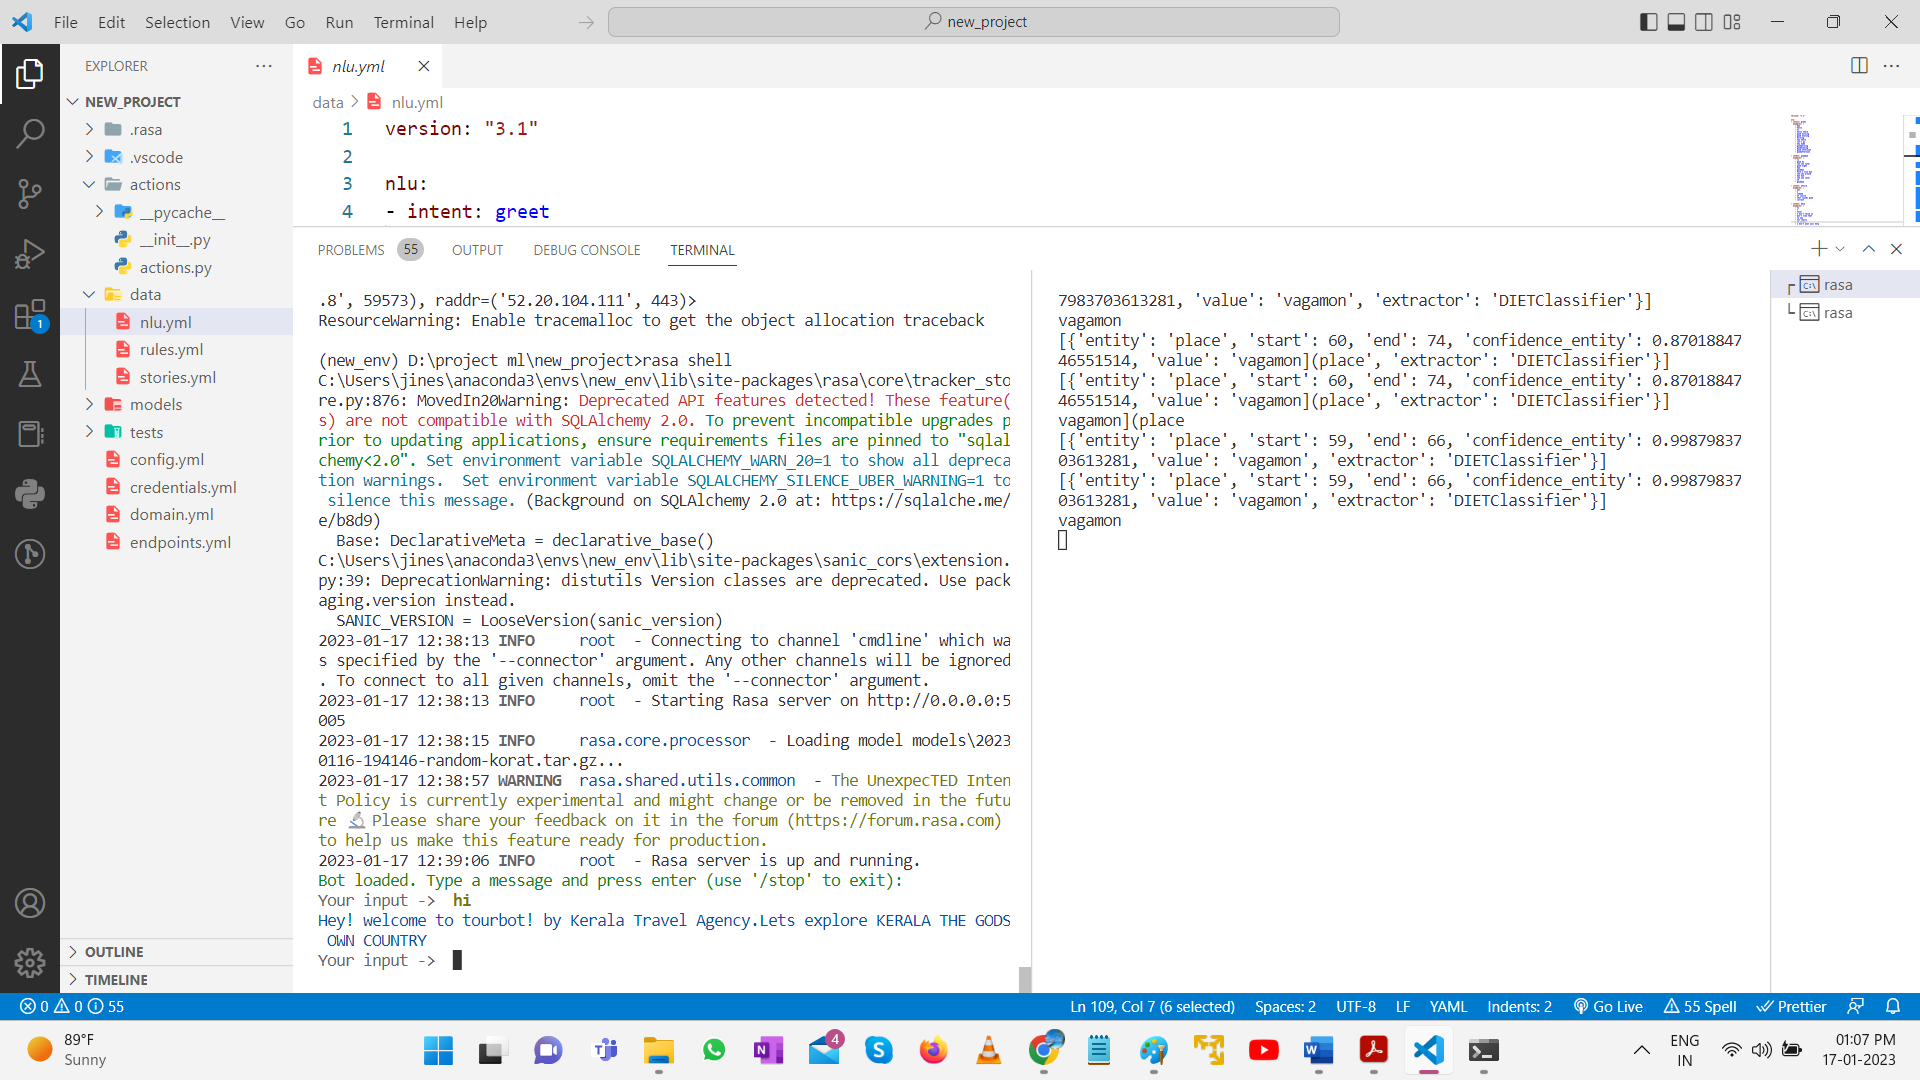 File Edit Selection View Go Run Terminal Help
new_project
EXPLORER
NEW_PROJECT
.rasa
.vscode
actions
__pycache__
__init__.py
actions.py
data
nlu.yml
rules.yml
stories.yml
models
tests
config.yml
credentials.yml
domain.yml
endpoints.yml
OUTLINE
TIMELINE
1
nlu.yml
data > nlu.yml
1 version: "3.1"
2
3 nlu:
4 - intent: greet
PROBLEMS 55 OUTPUT DEBUG CONSOLE TERMINAL
.8', 59573), raddr=('52.20.104.111', 443)>
ResourceWarning: Enable tracemalloc to get the object allocation traceback
(new_env) D:\project ml\new_project>rasa shell
C:\Users\jines\anaconda3\envs\new_env\lib\site-packages\rasa\core\tracker_sto
re.py:876: MovedIn20Warning: Deprecated API features detected! These feature(
s) are not compatible with SQLAlchemy 2.0. To prevent incompatible upgrades p
rior to updating applications, ensure requirements files are pinned to "sqlal
chemy<2.0". Set environment variable SQLALCHEMY_WARN_20=1 to show all depreca
tion warnings.  Set environment variable SQLALCHEMY_SILENCE_UBER_WARNING=1 to
silence this message. (Background on SQLAlchemy 2.0 at: https://sqlalche.me/
e/b8d9)
Base: DeclarativeMeta = declarative_base()
C:\Users\jines\anaconda3\envs\new_env\lib\site-packages\sanic_cors\extension.
py:39: DeprecationWarning: distutils Version classes are deprecated. Use pack
aging.version instead.
SANIC_VERSION = LooseVersion(sanic_version)
2023-01-17 12:38:13 INFO     root  - Connecting to channel 'cmdline' which wa
s specified by the '--connector' argument. Any other channels will be ignored
. To connect to all given channels, omit the '--connector' argument.
2023-01-17 12:38:13 INFO     root  - Starting Rasa server on http://0.0.0.0:5
005
2023-01-17 12:38:15 INFO     rasa.core.processor  - Loading model models\2023
0116-194146-random-korat.tar.gz...
2023-01-17 12:38:57 WARNING  rasa.shared.utils.common  - The UnexpecTED Inten
t Policy is currently experimental and might change or be removed in the futu
re 🔬 Please share your feedback on it in the forum (https://forum.rasa.com)
to help us make this feature ready for production.
2023-01-17 12:39:06 INFO     root  - Rasa server is up and running.
Bot loaded. Type a message and press enter (use '/stop' to exit):
Your input ->  hi
Hey! welcome to tourbot! by Kerala Travel Agency.Lets explore KERALA THE GODS
OWN COUNTRY
Your input ->
7983703613281, 'value': 'vagamon', 'extractor': 'DIETClassifier'}]
vagamon
[{'entity': 'place', 'start': 60, 'end': 74, 'confidence_entity': 0.87018847
46551514, 'value': 'vagamon](place', 'extractor': 'DIETClassifier'}]
[{'entity': 'place', 'start': 60, 'end': 74, 'confidence_entity': 0.87018847
46551514, 'value': 'vagamon](place', 'extractor': 'DIETClassifier'}]
vagamon](place
[{'entity': 'place', 'start': 59, 'end': 66, 'confidence_entity': 0.99879837
03613281, 'value': 'vagamon', 'extractor': 'DIETClassifier'}]
[{'entity': 'place', 'start': 59, 'end': 66, 'confidence_entity': 0.99879837
03613281, 'value': 'vagamon', 'extractor': 'DIETClassifier'}]
vagamon
rasa
rasa
0 0 55 Ln 109, Col 7 (6 selected) Spaces: 2 UTF-8 LF YAML Indents: 2 Go Live 55 Spell Prettier
89°F
Sunny
4
ENG
IN
01:07 PM
17-01-2023